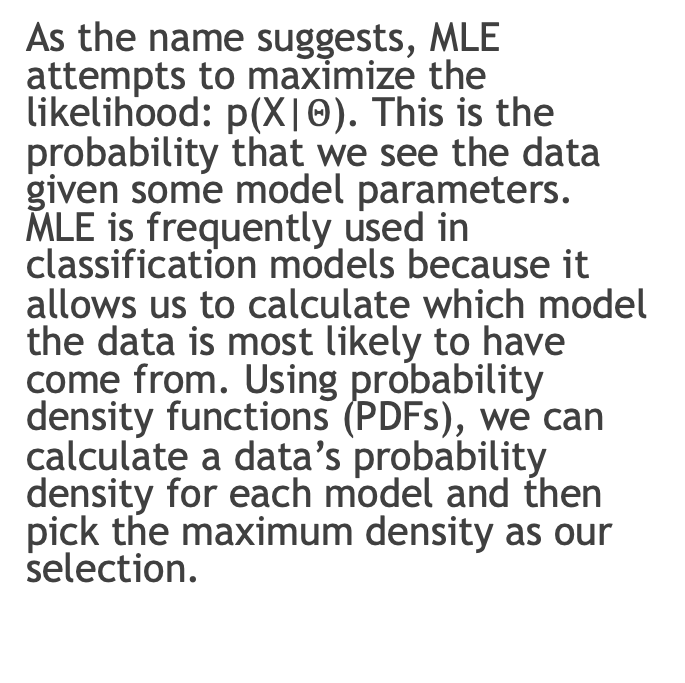 As the name suggests, MLE
attempts to maximize the
likelihood: p(X|Θ). This is the
probability that we see the data
given some model parameters.
MLE is frequently used in
classification models because it
allows us to calculate which model
the data is most likely to have
come from. Using probability
density functions (PDFs), we can
calculate a data’s probability
density for each model and then
pick the maximum density as our
selection.